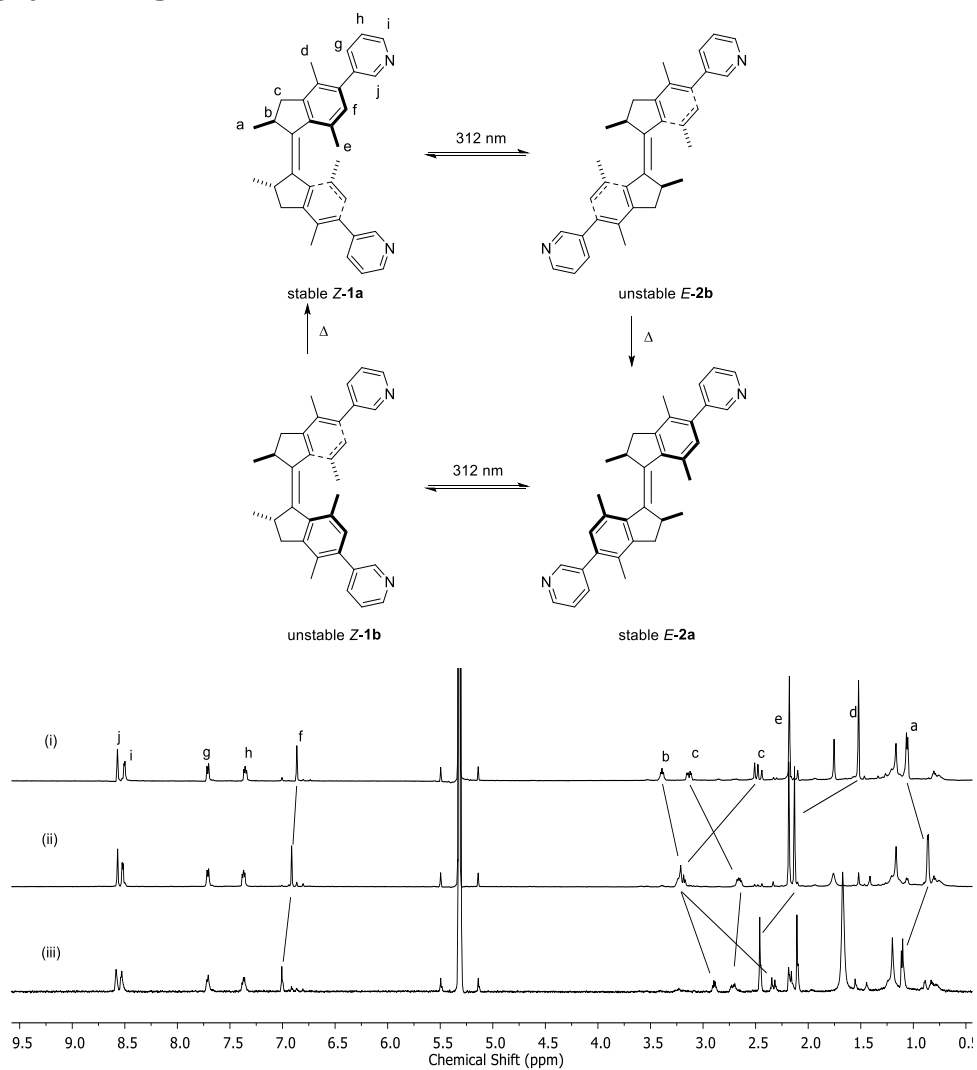 h
i
g
d
N
N
j
c
b
f
a
e
312 nm
N
N
stable Z-1a
unstable E-2b
Δ
Δ
N
N
312 nm
N
N
unstable Z-1b
stable E-2a
(i)
j
i
g
h
f
b
c
c
e
d
a
(ii)
(iii)
9.5 9.0 8.5 8.0 7.5 7.0 6.5 6.0 5.5 5.0 4.5 4.0 3.5 3.0 2.5 2.0 1.5 1.0
Chemical Shift (ppm)